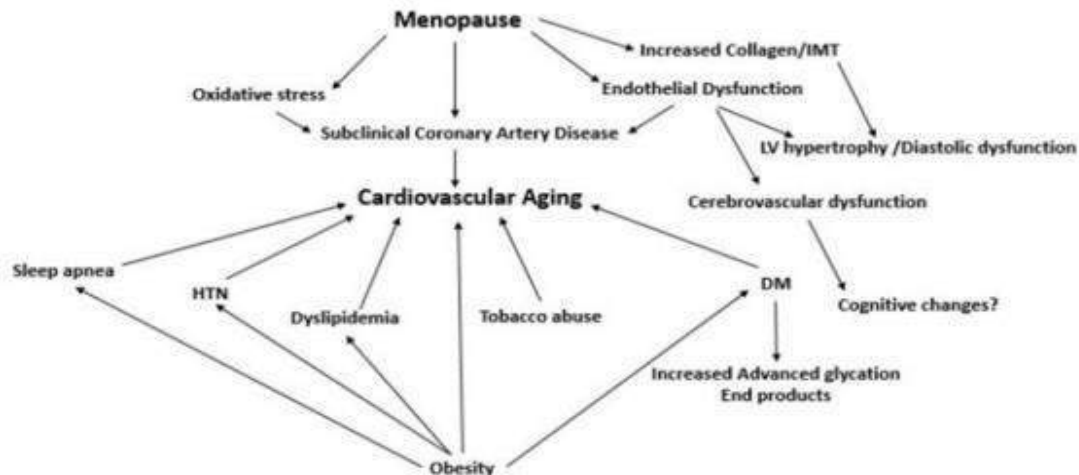 Menopause
Increased Collagen/IMT
Oxidative stress
Endothelial Dysfunction
Subclinical Coronary Artery Disease
LV hypertrophy /Diastolic dysfunction
Cardiovascular Aging
Cerebrovascular dysfunction
Sleep apnea
HTN
DM
Dyslipidemia
Tobacco abuse
Cognitive changes?
Increased Advanced glycation
End products
Obesity